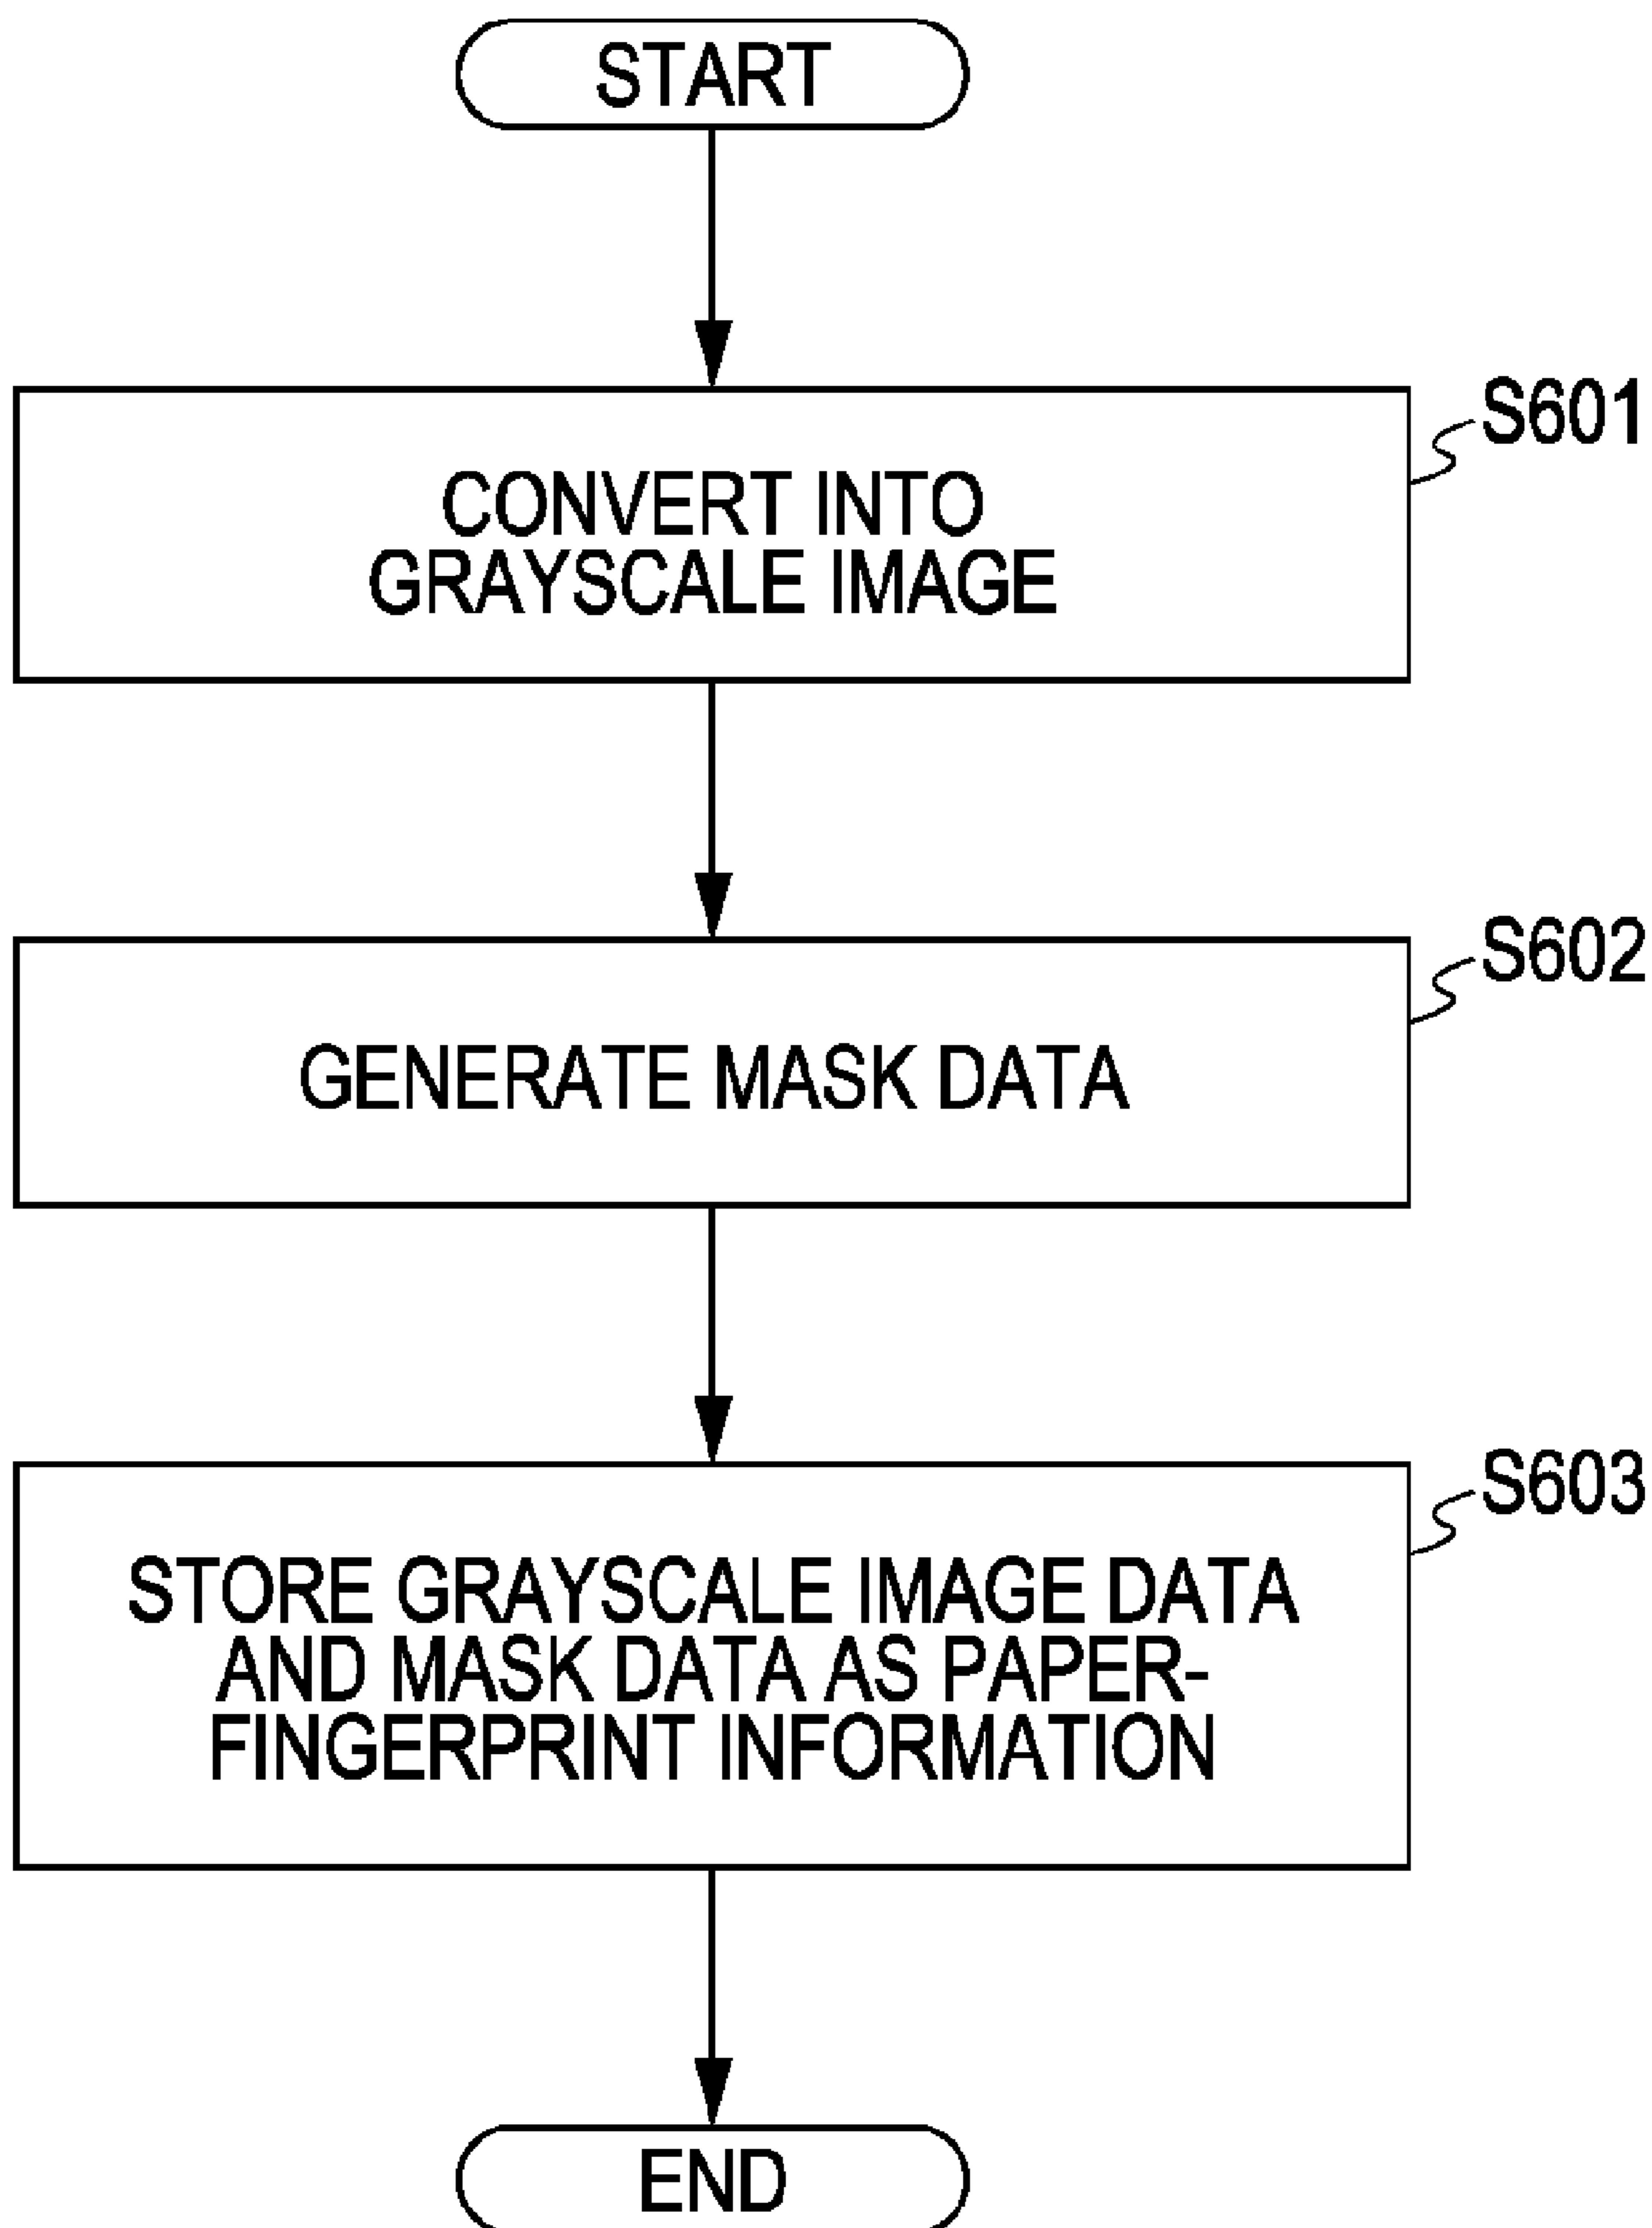 START
S601
CONVERT INTO
GRAYSCALE IMAGE
S602
GENERATE MASK DATA
S603
STORE GRAYSCALE IMAGE DATA
AND MASK DATA AS PAPER-
FINGERPRINT INFORMATION
END